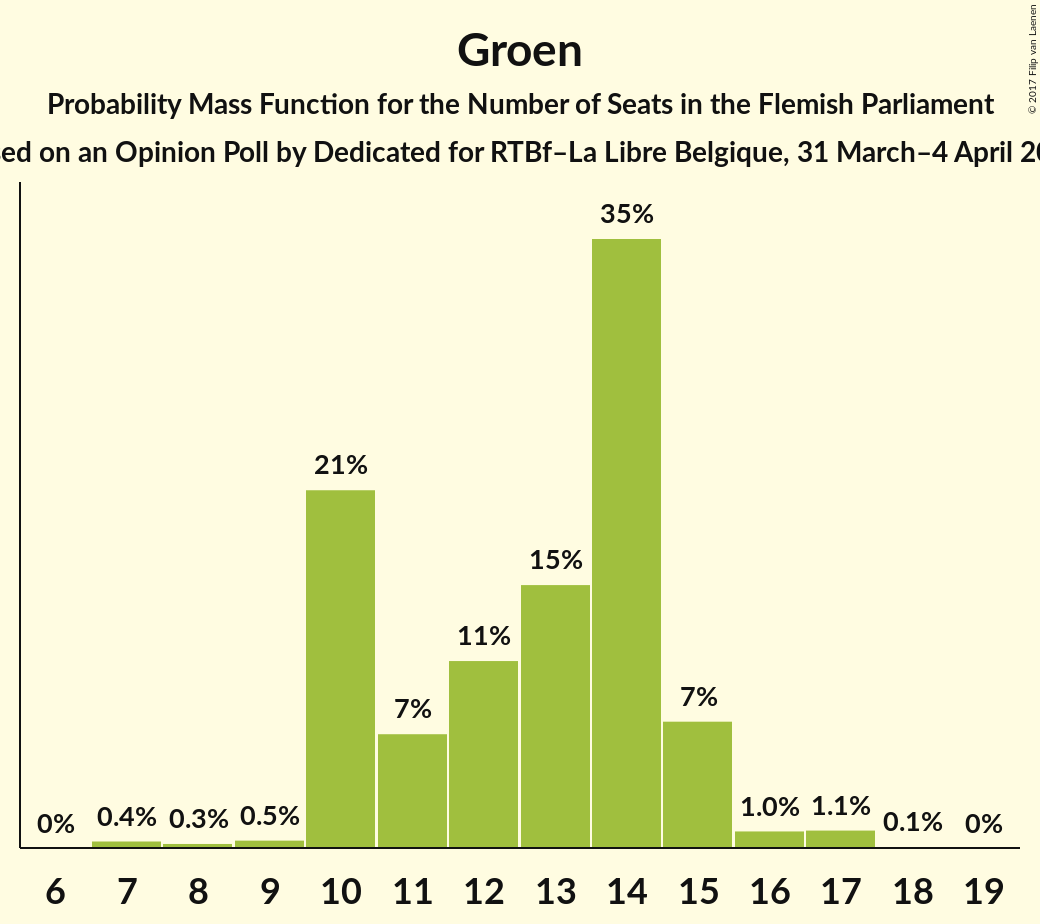 Groen
Probability Mass Function for the Number of Seats in the Flemish Parliament
on an Opinion Poll by Dedicated for RTBf–La Libre Belgique, 31 March–4 April
© 2017 Filip van Laenen
0% 0.4% 0.3% 0.5% 21% 7% 11% 15% 35% 7% 1.0% 1.1% 0.1% 0%
6 7 8 9 10 11 12 13 14 15 16 17 18 19